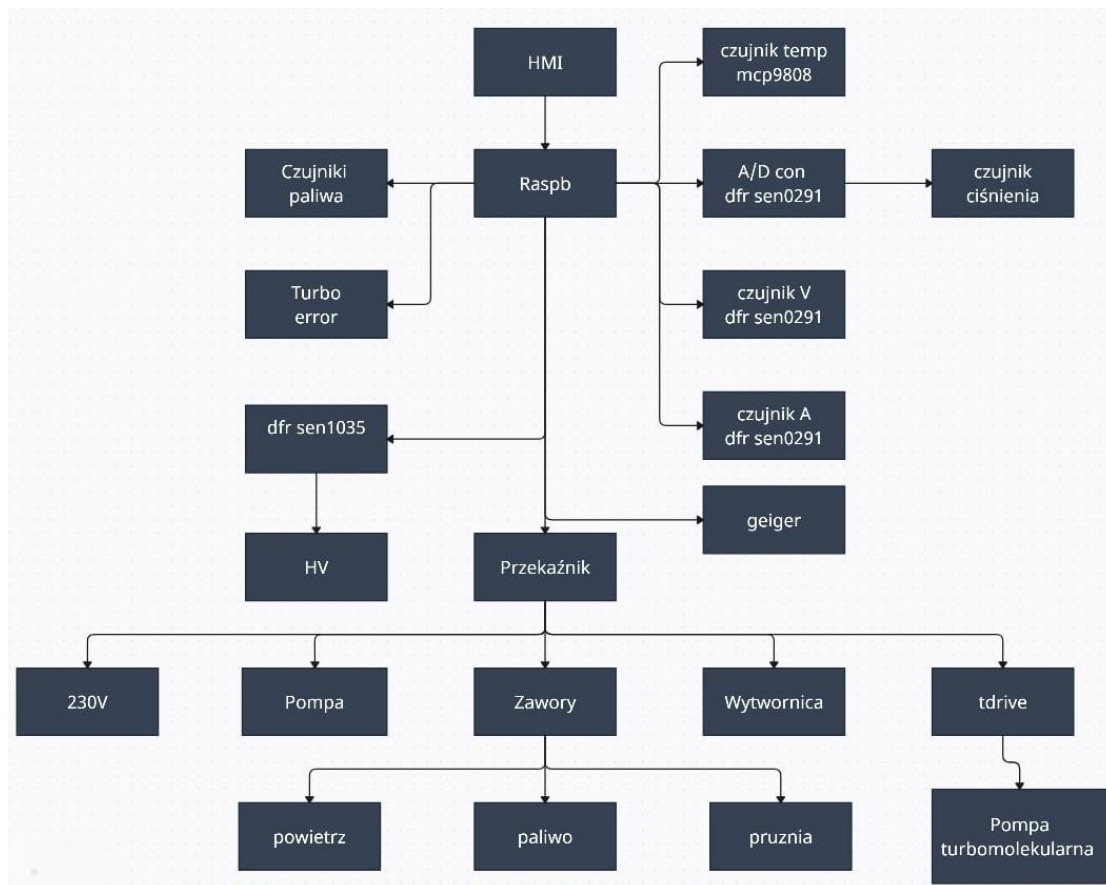 HMI
czujnik temp
mcp9808
Czujniki
paliwa
Raspb
A/D con
dfr sen0291
czujnik
ciśnienia
Turbo
error
czujnik V
dfr sen0291
dfr sen1035
czujnik A
dfr sen0291
geiger
HV
Przekaźnik
230V
Pompa
Zawory
Wytwornica
tdrive
powietrz
paliwo
pruznia
Pompa
turbomolekularna